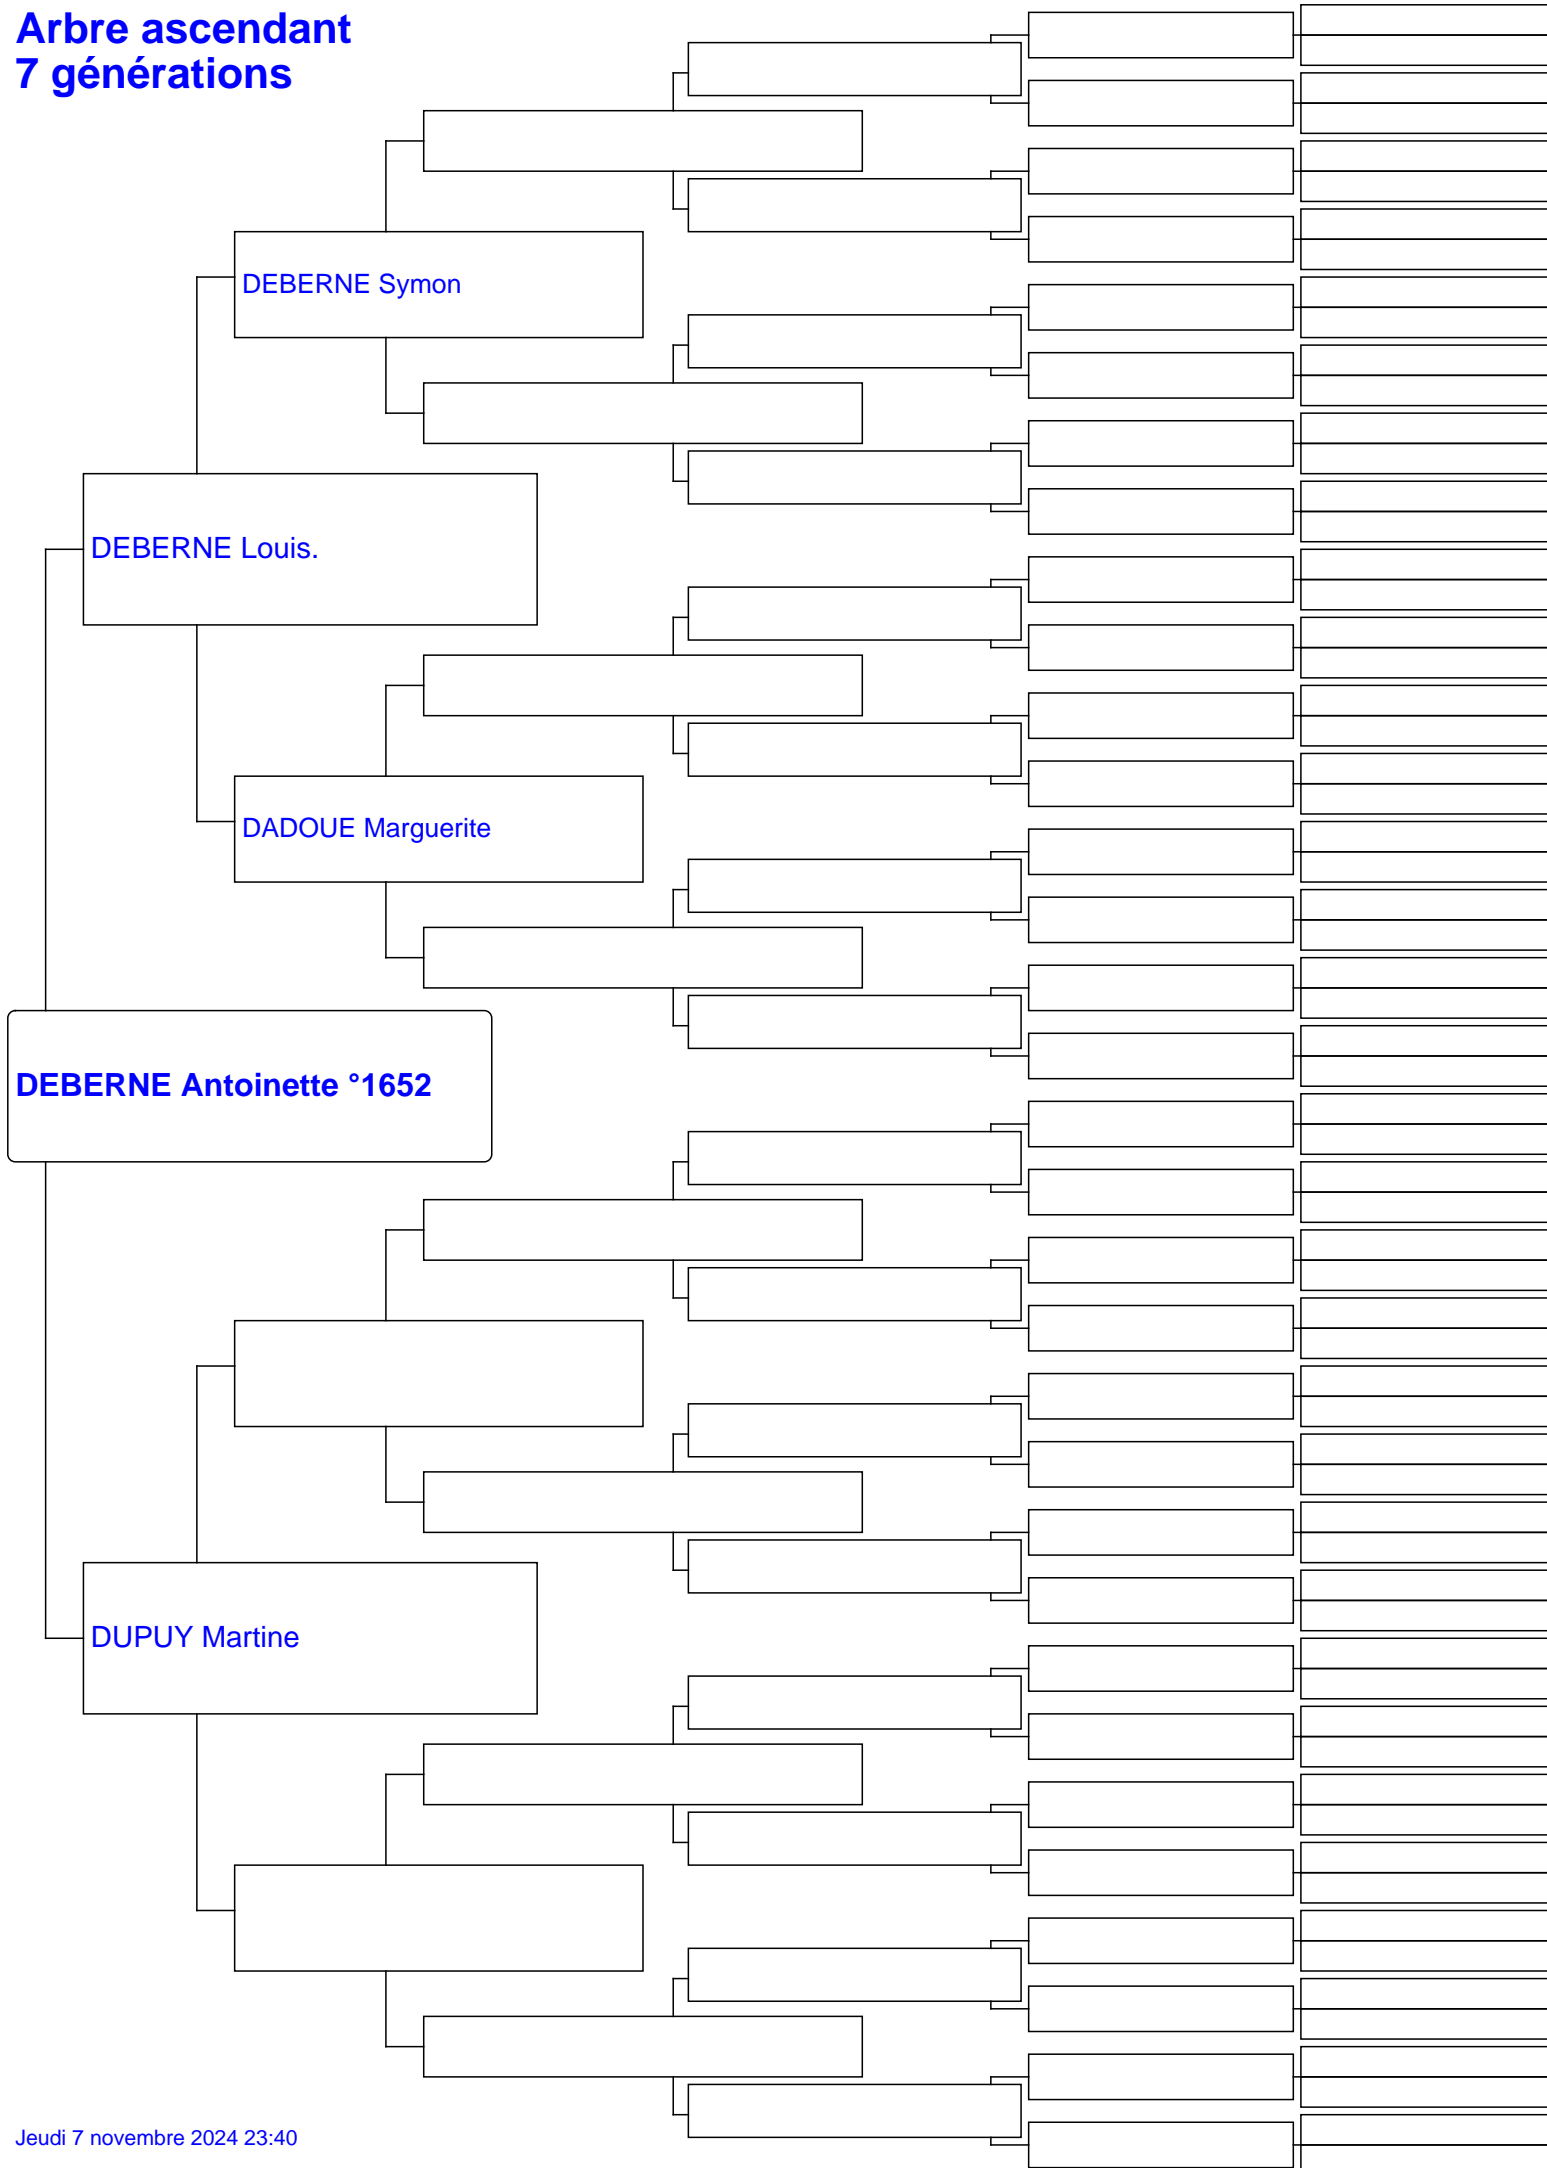 Arbre ascendant
7 générations
DEBERNE Symon
DEBERNE Louis.
DADOUE Marguerite
DEBERNE Antoinette °1652
DUPUY Martine
Jeudi 7 novembre 2024 23:40